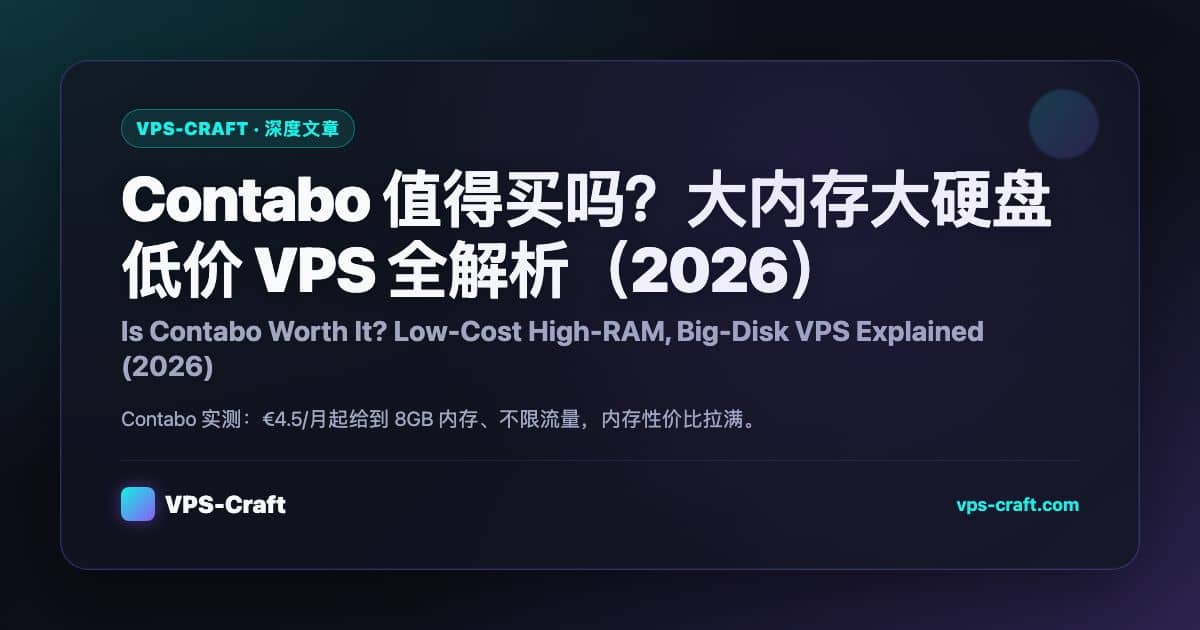 VPS-CRAFT · 深度文章
Contabo 值得买吗？大内存大硬盘
低价 VPS 全解析（2026）
Is Contabo Worth It? Low-Cost High-RAM, Big-Disk VPS Explained
(2026)
Contabo 实测：€4.5/月起给到 8GB 内存、不限流量，内存性价比拉满。
VPS-Craft
vps-craft.com